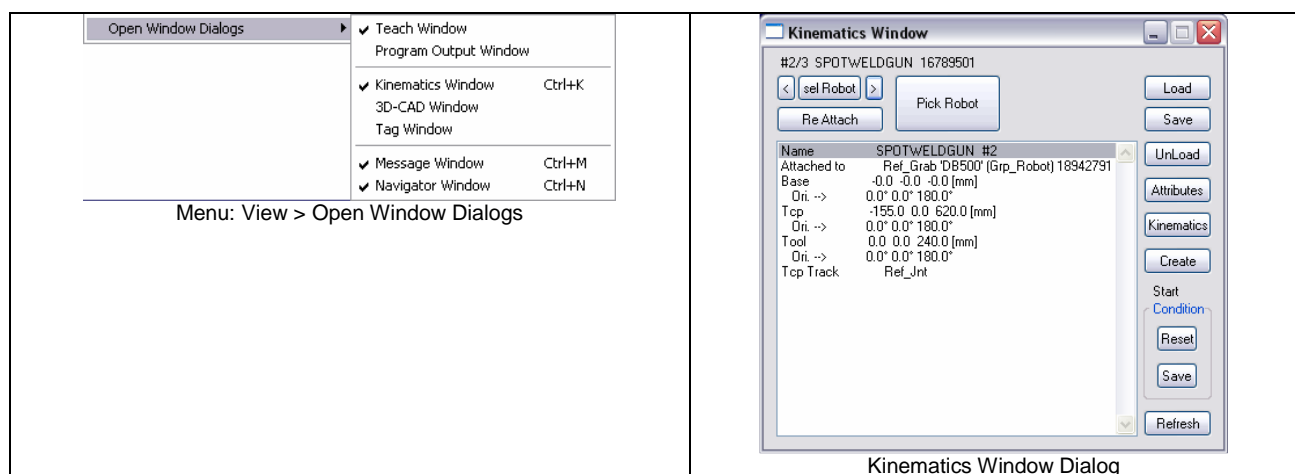 Open Window Dialogs
Teach Window
Program Output Window
Kinematics Window Ctrl+K
3D-CAD Window
Tag Window
Message Window Ctrl+M
Navigator Window Ctrl+N
Menu: View > Open Window Dialogs
Kinematics Window
#2/3 SPOTWELDGUN 16789501
< sel Robot >
Pick Robot
Re Attach
Load
Save
UnLoad
Attributes
Kinematics
Create
Start
Condition
Reset
Save
Refresh
Name SPOTWELDGUN #2
Attached to Ref_Grab 'DB500' (Grp_Robot) 18942791
Base -0.0 -0.0 -0.0 [mm]
Ori. --> 0.0° 0.0° 180.0°
Tcp -155.0 0.0 620.0 [mm]
Ori. --> 0.0° 0.0° 180.0°
Tool 0.0 0.0 240.0 [mm]
Ori. --> 0.0° 0.0° 180.0°
Tcp Track Ref_Jnt
Kinematics Window Dialog